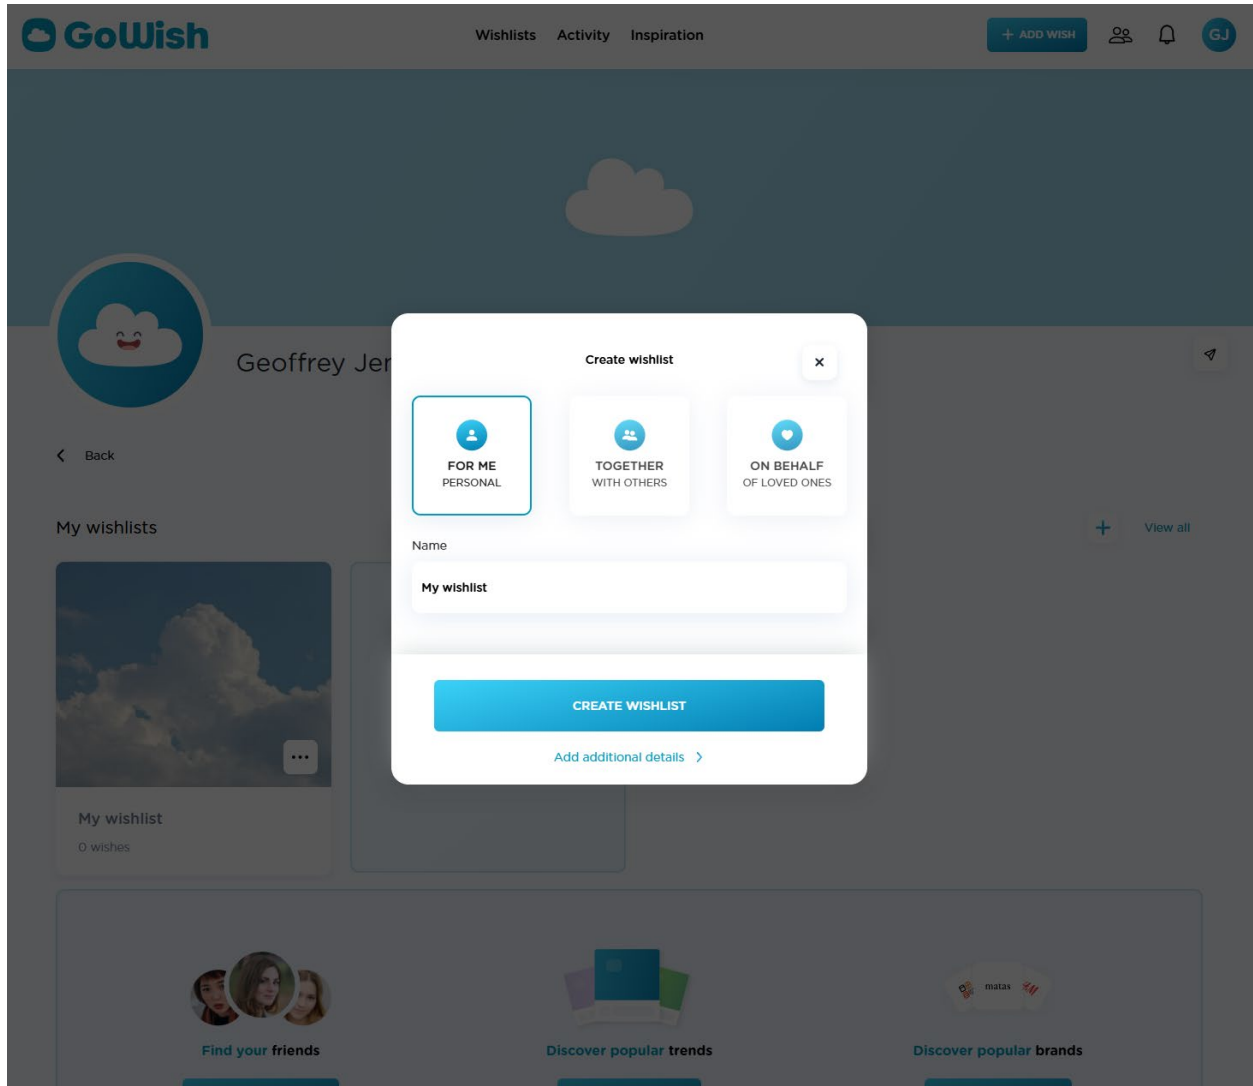 GoWish
Wishlists Activity Inspiration
+ ADD WISH
GJ
Geoffrey Jer
Create wishlist
FOR ME
PERSONAL
TOGETHER
WITH OTHERS
ON BEHALF
OF LOVED ONES
Back
My wishlists
View all
Name
My wishlist
CREATE WISHLIST
Add additional details
My wishlist
0 wishes
matas
Find your friends
Discover popular trends
Discover popular brands